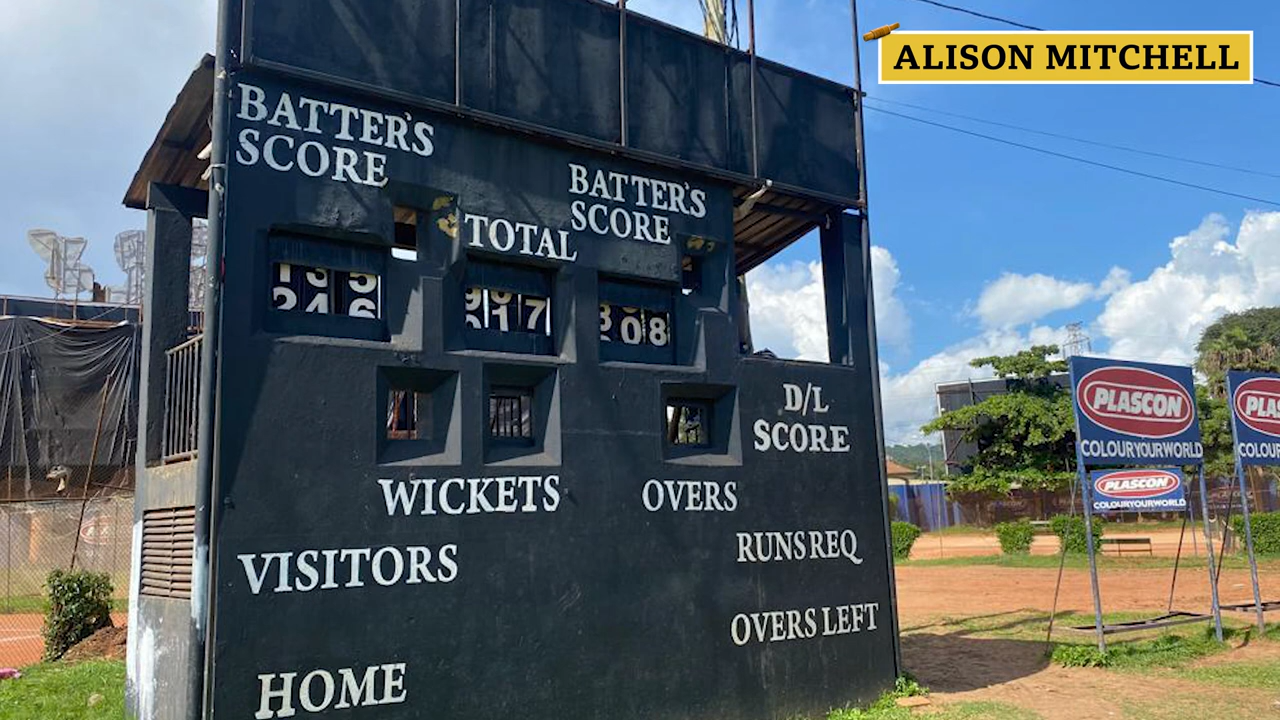 ALISON MITCHELL
BATTER'S
SCORE
BATTER'S
SCORE
TOTAL
D/L
SCORE
WICKETS
OVERS
VISITORS
RUNS REQ
OVERS LEFT
HOME
PLASCON
COLOURYOURWORLD
PLASCON
COLOURYOURWORLD